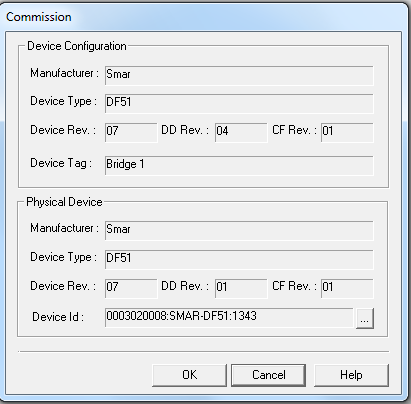 Commission
Device Configuration
Manufacturer : Smar
Device Type : DF51
Device Rev. : 07 DD Rev. : 04 CF Rev. : 01
Device Tag : Bridge 1
Physical Device
Manufacturer : Smar
Device Type : DF51
Device Rev. : 07 DD Rev. : 01 CF Rev. : 01
Device Id : 0003020008:SMAR-DF51:1343 ...
OK Cancel Help